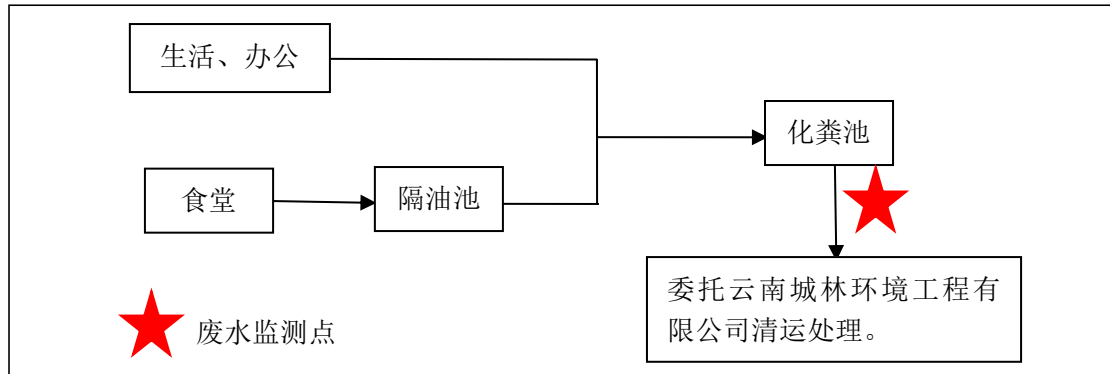 生活、办公
化粪池
食堂
隔油池
委托云南城林环境工程有
限公司清运处理。
废水监测点